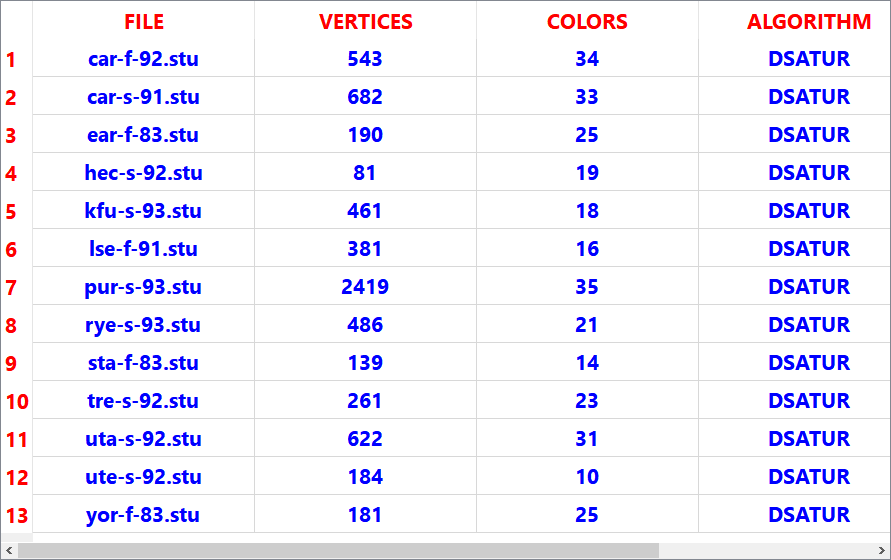 FILE VERTICES COLORS ALGORITHM
1 car-f-92.stu 543 34 DSATUR
2 car-s-91.stu 682 33 DSATUR
3 ear-f-83.stu 190 25 DSATUR
4 hec-s-92.stu 81 19 DSATUR
5 kfu-s-93.stu 461 18 DSATUR
6 lse-f-91.stu 381 16 DSATUR
7 pur-s-93.stu 2419 35 DSATUR
8 rye-s-93.stu 486 21 DSATUR
9 sta-f-83.stu 139 14 DSATUR
10 tre-s-92.stu 261 23 DSATUR
11 uta-s-92.stu 622 31 DSATUR
12 ute-s-92.stu 184 10 DSATUR
13 yor-f-83.stu 181 25 DSATUR